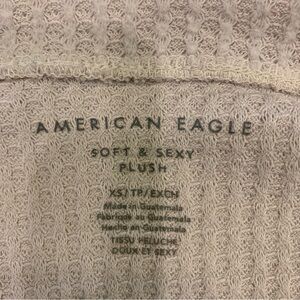 AMERICAN EAGLE
SOFT & SEXY
PLUSH
XS/TP/EXCH
Made in Guatemala
Fabriqué au Guatemala
Hecho en Guatemala
TISSU PELUCHE
DOUX ET SEXY